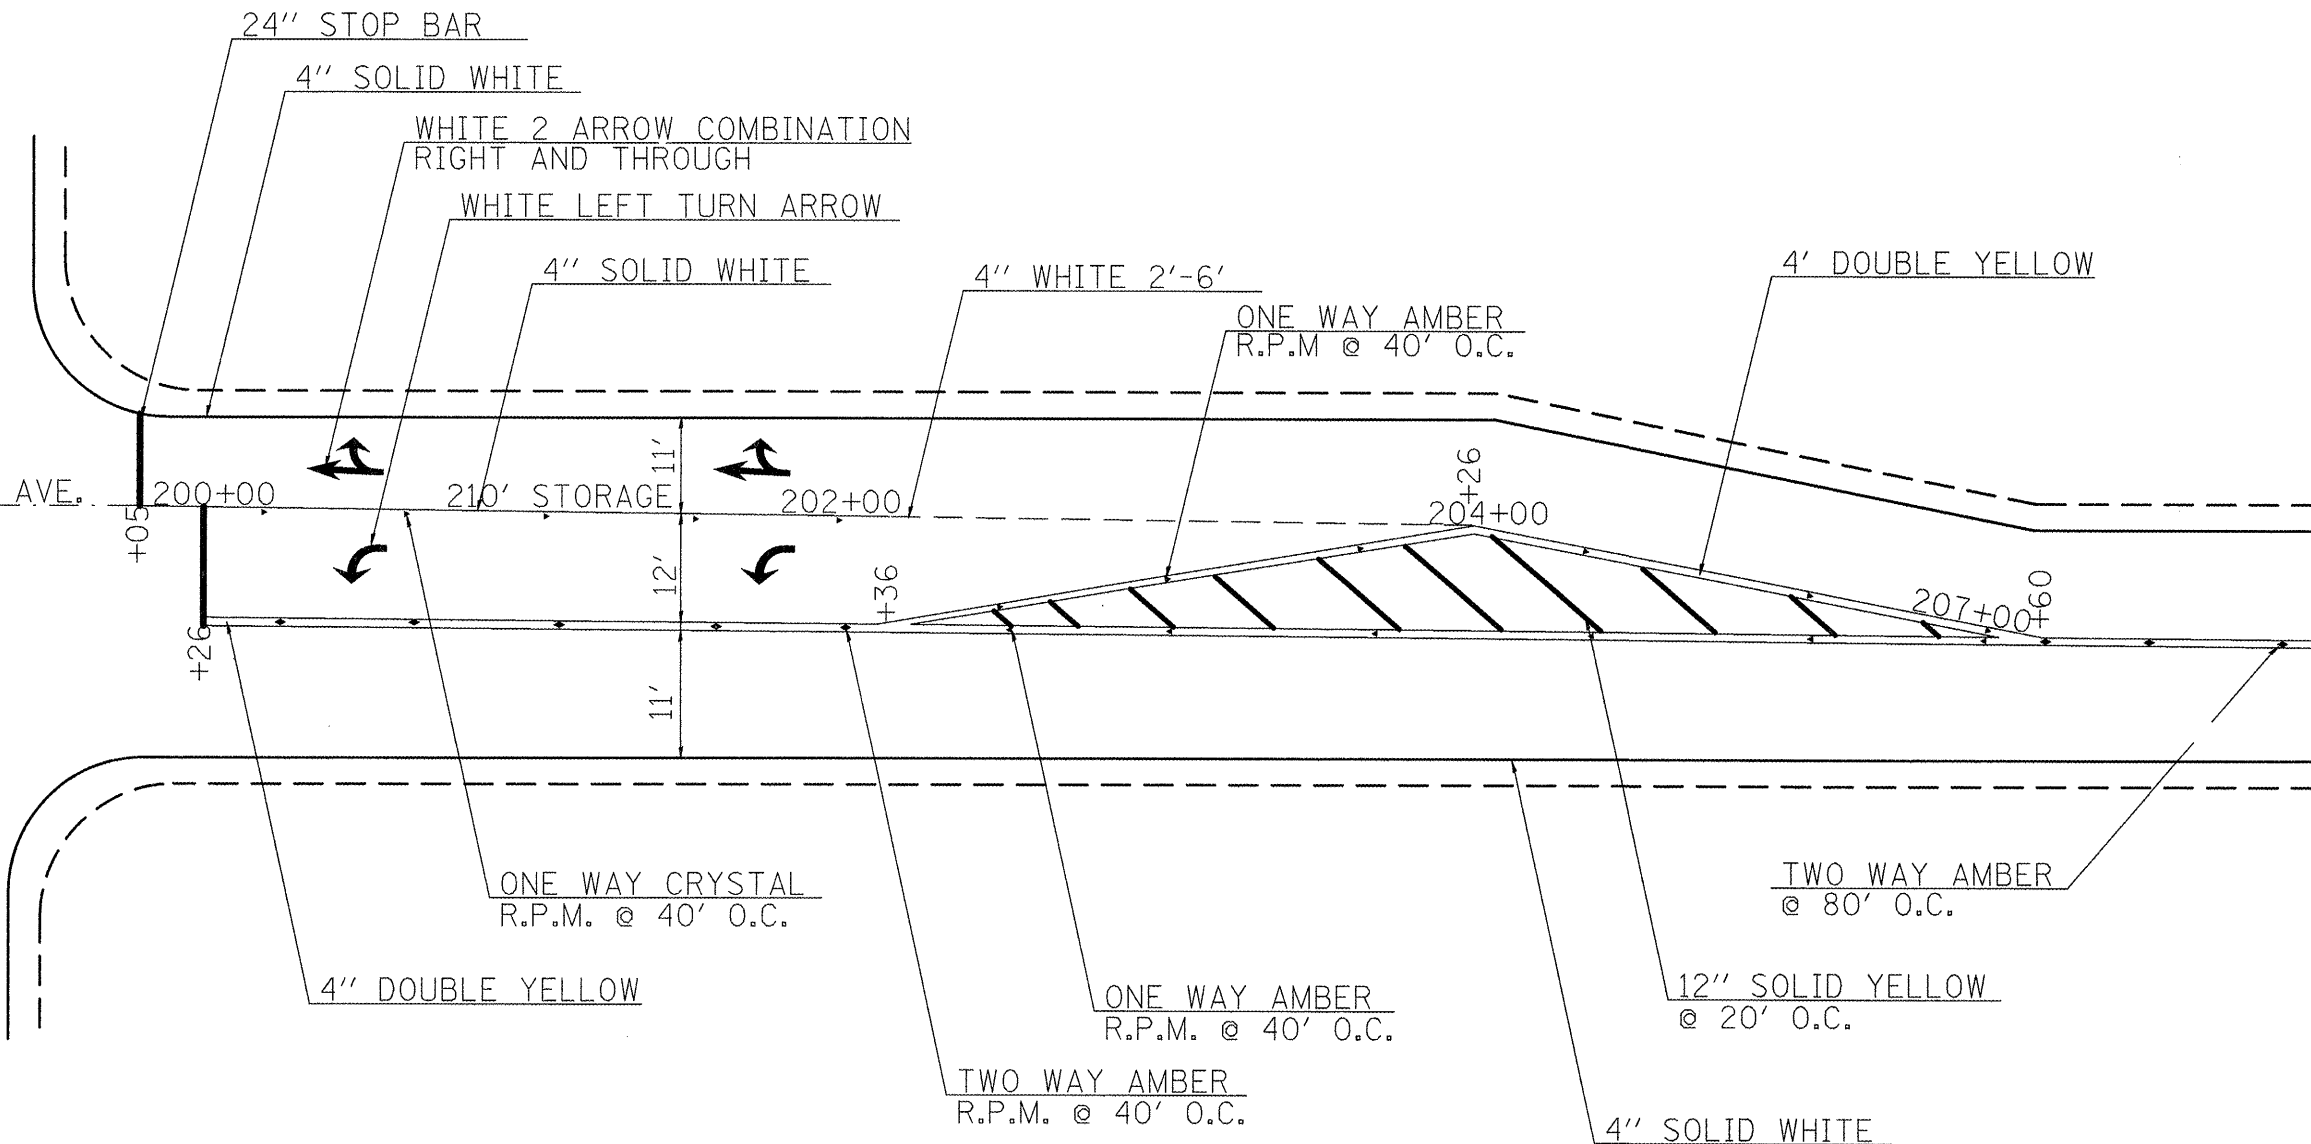 24" STOP BAR
4" SOLID WHITE
WHITE 2 ARROW COMBINATION
RIGHT AND THROUGH
WHITE LEFT TURN ARROW
4" SOLID WHITE
4" WHITE 2'-6'
4' DOUBLE YELLOW
ONE WAY AMBER
R.P.M @ 40' O.C.
11'
+26
AVE.
200+00
210' STORAGE
202+00
204+00
+05
12'
+36
207+00
+60
+26
11'
ONE WAY CRYSTAL
R.P.M. @ 40' O.C.
TWO WAY AMBER
@ 80' O.C.
4" DOUBLE YELLOW
ONE WAY AMBER
R.P.M. @ 40' O.C.
12" SOLID YELLOW
@ 20' O.C.
TWO WAY AMBER
R.P.M. @ 40' O.C.
4" SOLID WHITE